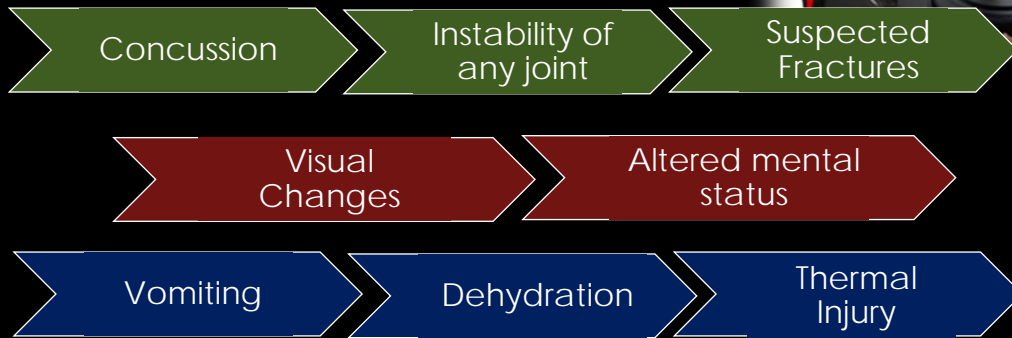 Concussion
Instability of
any joint
Suspected
Fractures
Visual
Changes
Altered mental
status
Vomiting
Dehydration
Thermal
Injury